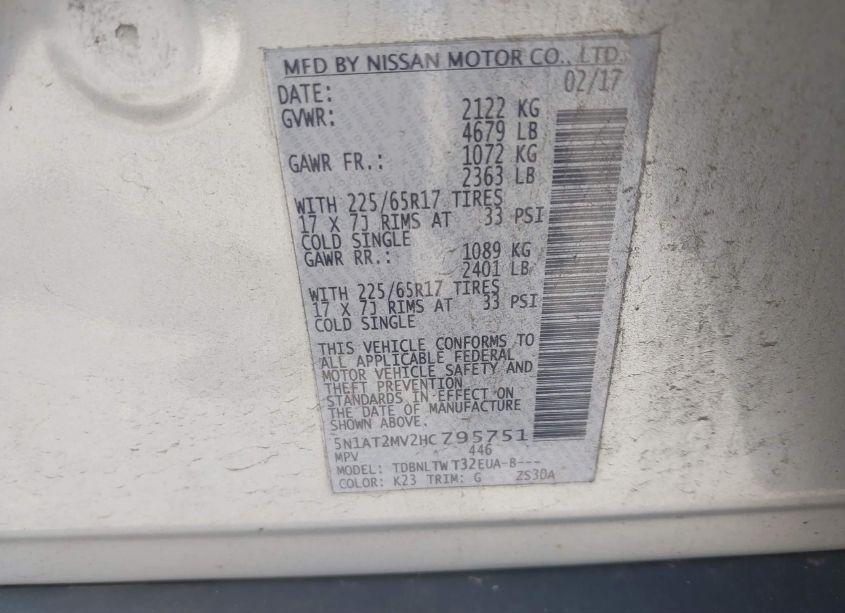 MFD BY NISSAN MOTOR CO., LTD.
DATE: 02/17
GVWR: 2122 KG
4679 LB
GAWR FR.: 1072 KG
2363 LB
WITH 225/65R17 TIRES
17 X 7J RIMS AT 33 PSI
COLD SINGLE
GAWR RR.: 1089 KG
2401 LB
WITH 225/65R17 TIRES
17 X 7J RIMS AT 33 PSI
COLD SINGLE
THIS VEHICLE CONFORMS TO
ALL APPLICABLE FEDERAL
MOTOR VEHICLE SAFETY AND
THEFT PREVENTION
STANDARDS IN EFFECT ON
THE DATE OF MANUFACTURE
SHOWN ABOVE.
5N1AT2MV2HC795751
MPV 446
MODEL: TDBNLTW T32EUA-B---
COLOR: K23 TRIM: G ZS30A